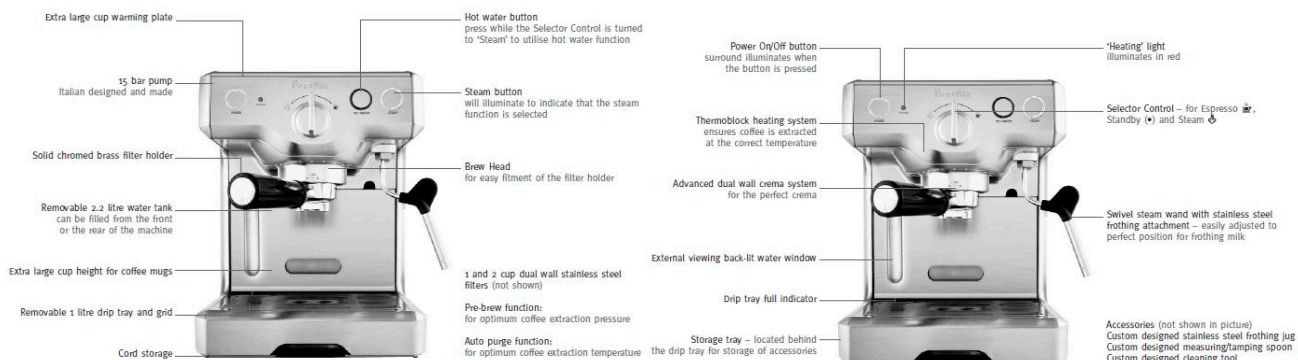 Extra large cup warming plate
15 bar pump
Italian designed and made
Solid chromed brass filter holder
Removable 2.2 litre water tank
can be filled from the front
or the rear of the machine
Extra large cup height for coffee mugs
Removable 1 litre drip tray and grid
Cord storage
Hot water button
press while the Selector Control is turned
to ‘Steam’ to utilise hot water function
Steam button
will illuminate to indicate that the steam
function is selected
Brew Head
for easy fitment of the filter holder
1 and 2 cup dual wall stainless steel
filters (not shown)
Pre-brew function:
for optimum coffee extraction pressure
Auto purge function:
for optimum coffee extraction temperature
Breville
Power On/Off button
surround illuminates when
the button is pressed
Thermoblock heating system
ensures coffee is extracted
at the correct temperature
Advanced dual wall crema system
for the perfect crema
External viewing back-lit water window
Drip tray full indicator
Storage tray – located behind
the drip tray for storage of accessories
Breville
‘Heating’ light
illuminates in red
Selector Control – for Espresso ,
Standby (•) and Steam
Swivel steam wand with stainless steel
frothing attachment – easily adjusted to
perfect position for frothing milk
Accessories (not shown in picture)
Custom designed stainless steel frothing jug
Custom designed measuring/tamping spoon
Custom designed cleaning tool